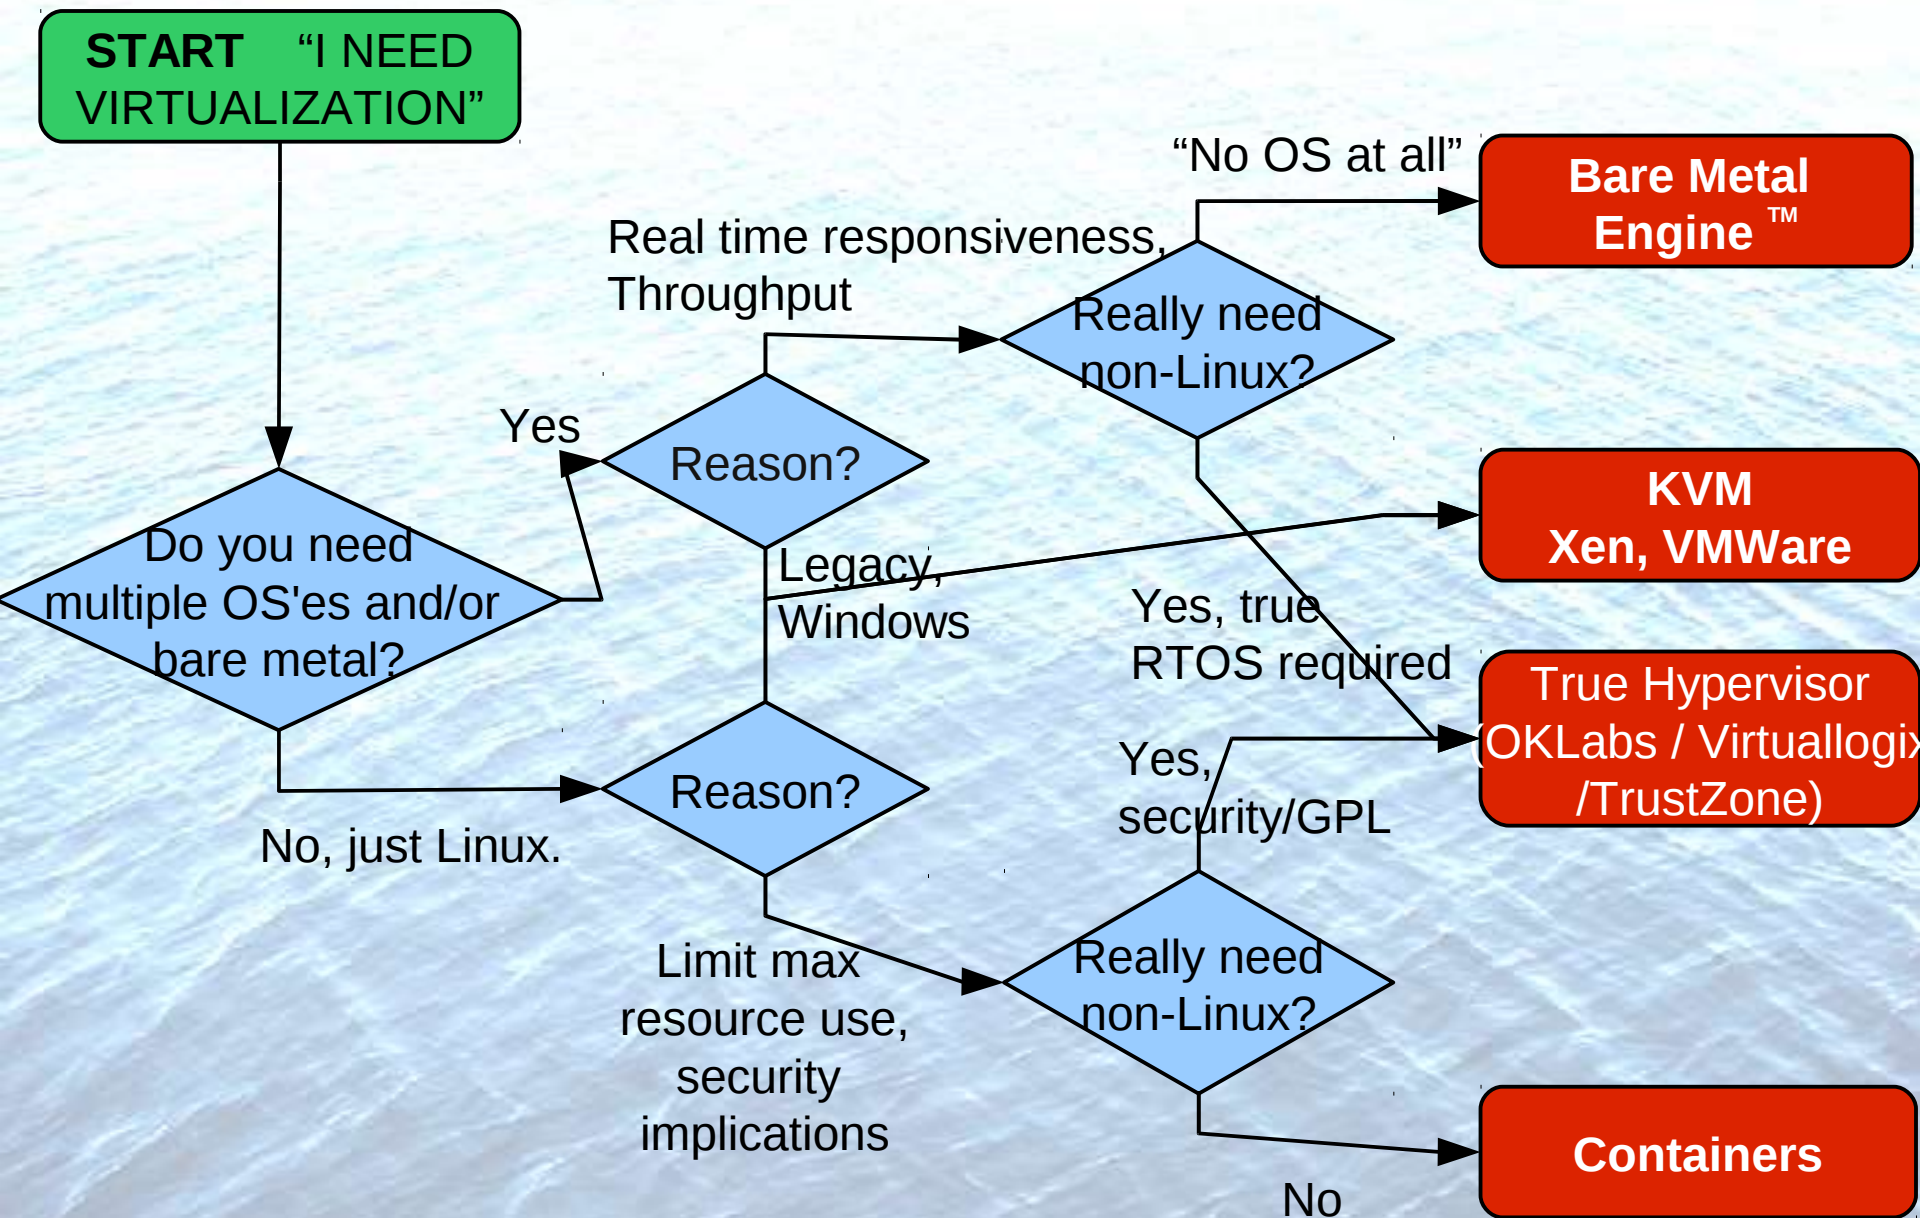 START “I NEED
VIRTUALIZATION”
“No OS at all”
Bare Metal
Engine ™
Real time responsiveness,
Throughput
Really need
non-Linux?
Yes
Reason?
KVM
Xen, VMWare
Do you need
multiple OS'es and/or
bare metal?
Legacy,
Windows
Yes, true
RTOS required
True Hypervisor
(OKLabs / Virtuallogix
/TrustZone)
Reason?
Yes,
security/GPL
No, just Linux.
Limit max
resource use,
security
implications
Really need
non-Linux?
Containers
No